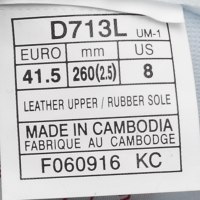 D713L UM-1
EURO mm US
41.5 260(2.5) 8
LEATHER UPPER / RUBBER SOLE
MADE IN CAMBODIA
FABRIQUE AU CAMBODGE
F060916 KC